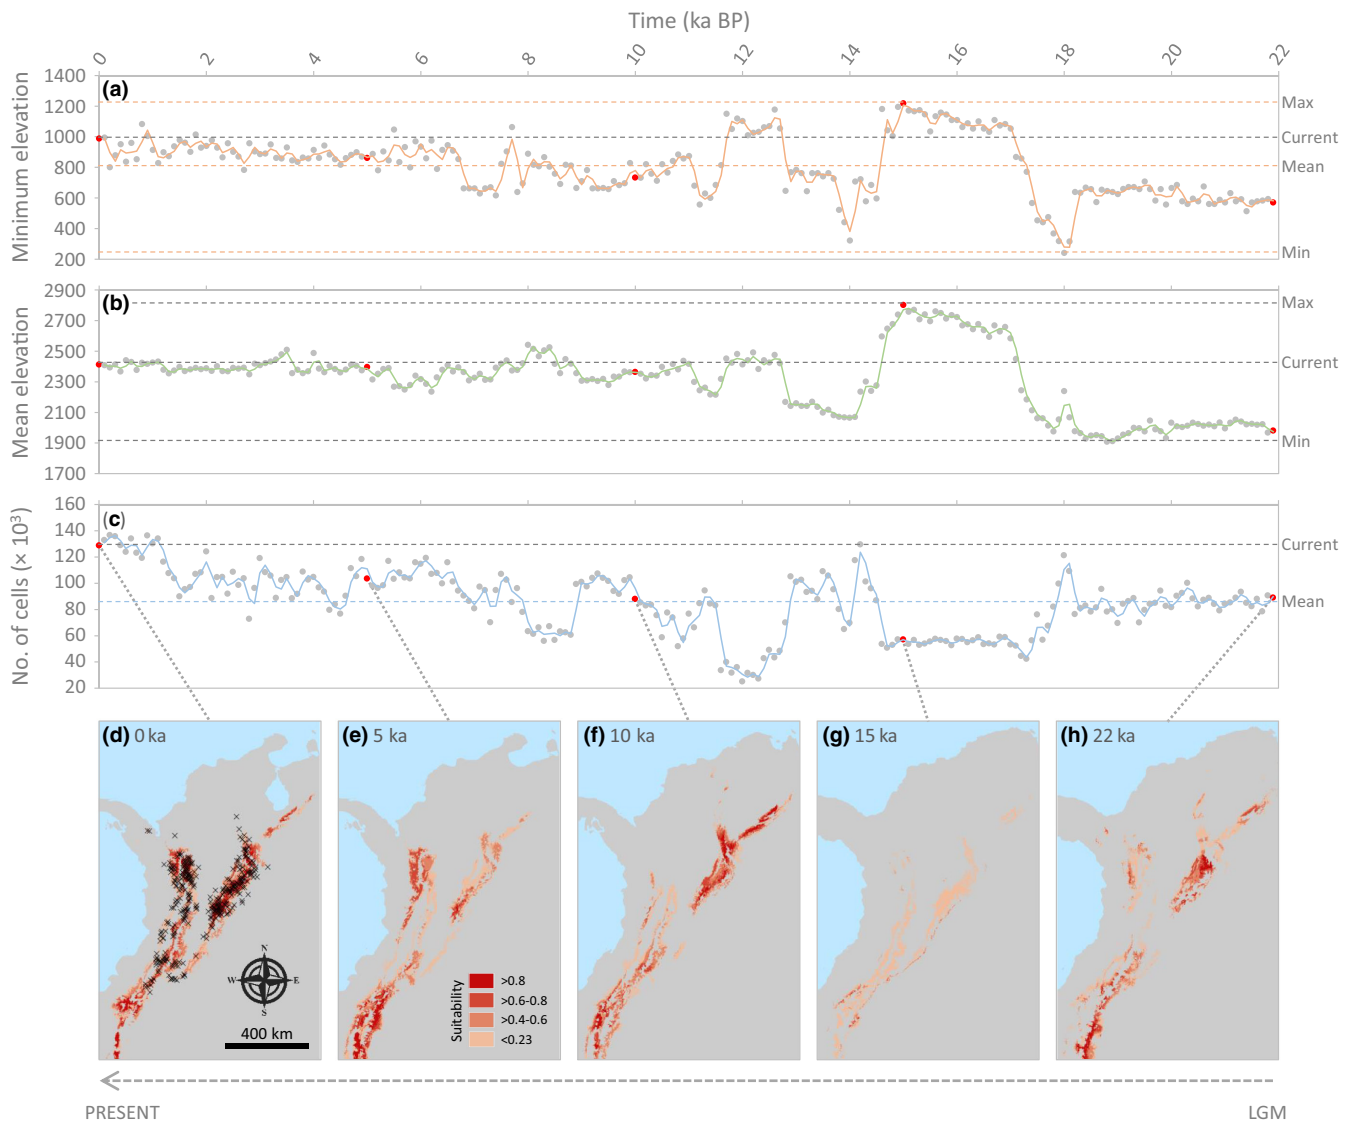 Time (ka BP)
0 2 4 6 8 10 12 14 16 18 20 22
Minimum elevation
(a)
1400
1200
1000
800
600
400
200
Max
Current
Mean
Min
Mean elevation
(b)
2900
2700
2500
2300
2100
1900
1700
Max
Current
Min
No. of cells (× 10³)
(c)
160
140
120
100
80
60
40
20
Current
Mean
(d) 0 ka
(e) 5 ka
(f) 10 ka
(g) 15 ka
(h) 22 ka
N
W E
S
400 km
Suitability
>0.8
>0.6-0.8
>0.4-0.6
<0.23
PRESENT
LGM